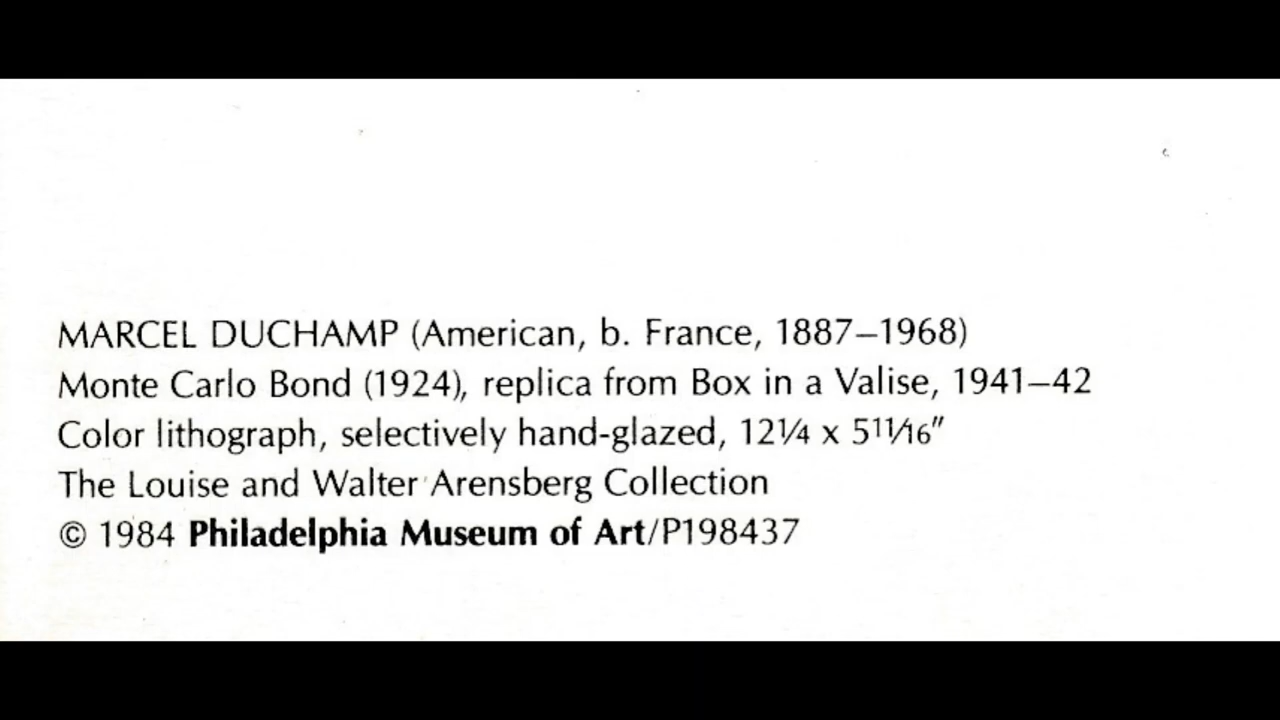 MARCEL DUCHAMP (American, b. France, 1887–1968)
Monte Carlo Bond (1924), replica from Box in a Valise, 1941–42
Color lithograph, selectively hand-glazed, 12¼ x 5¹¹⁄₁₆"
The Louise and Walter Arensberg Collection
© 1984 Philadelphia Museum of Art/P198437